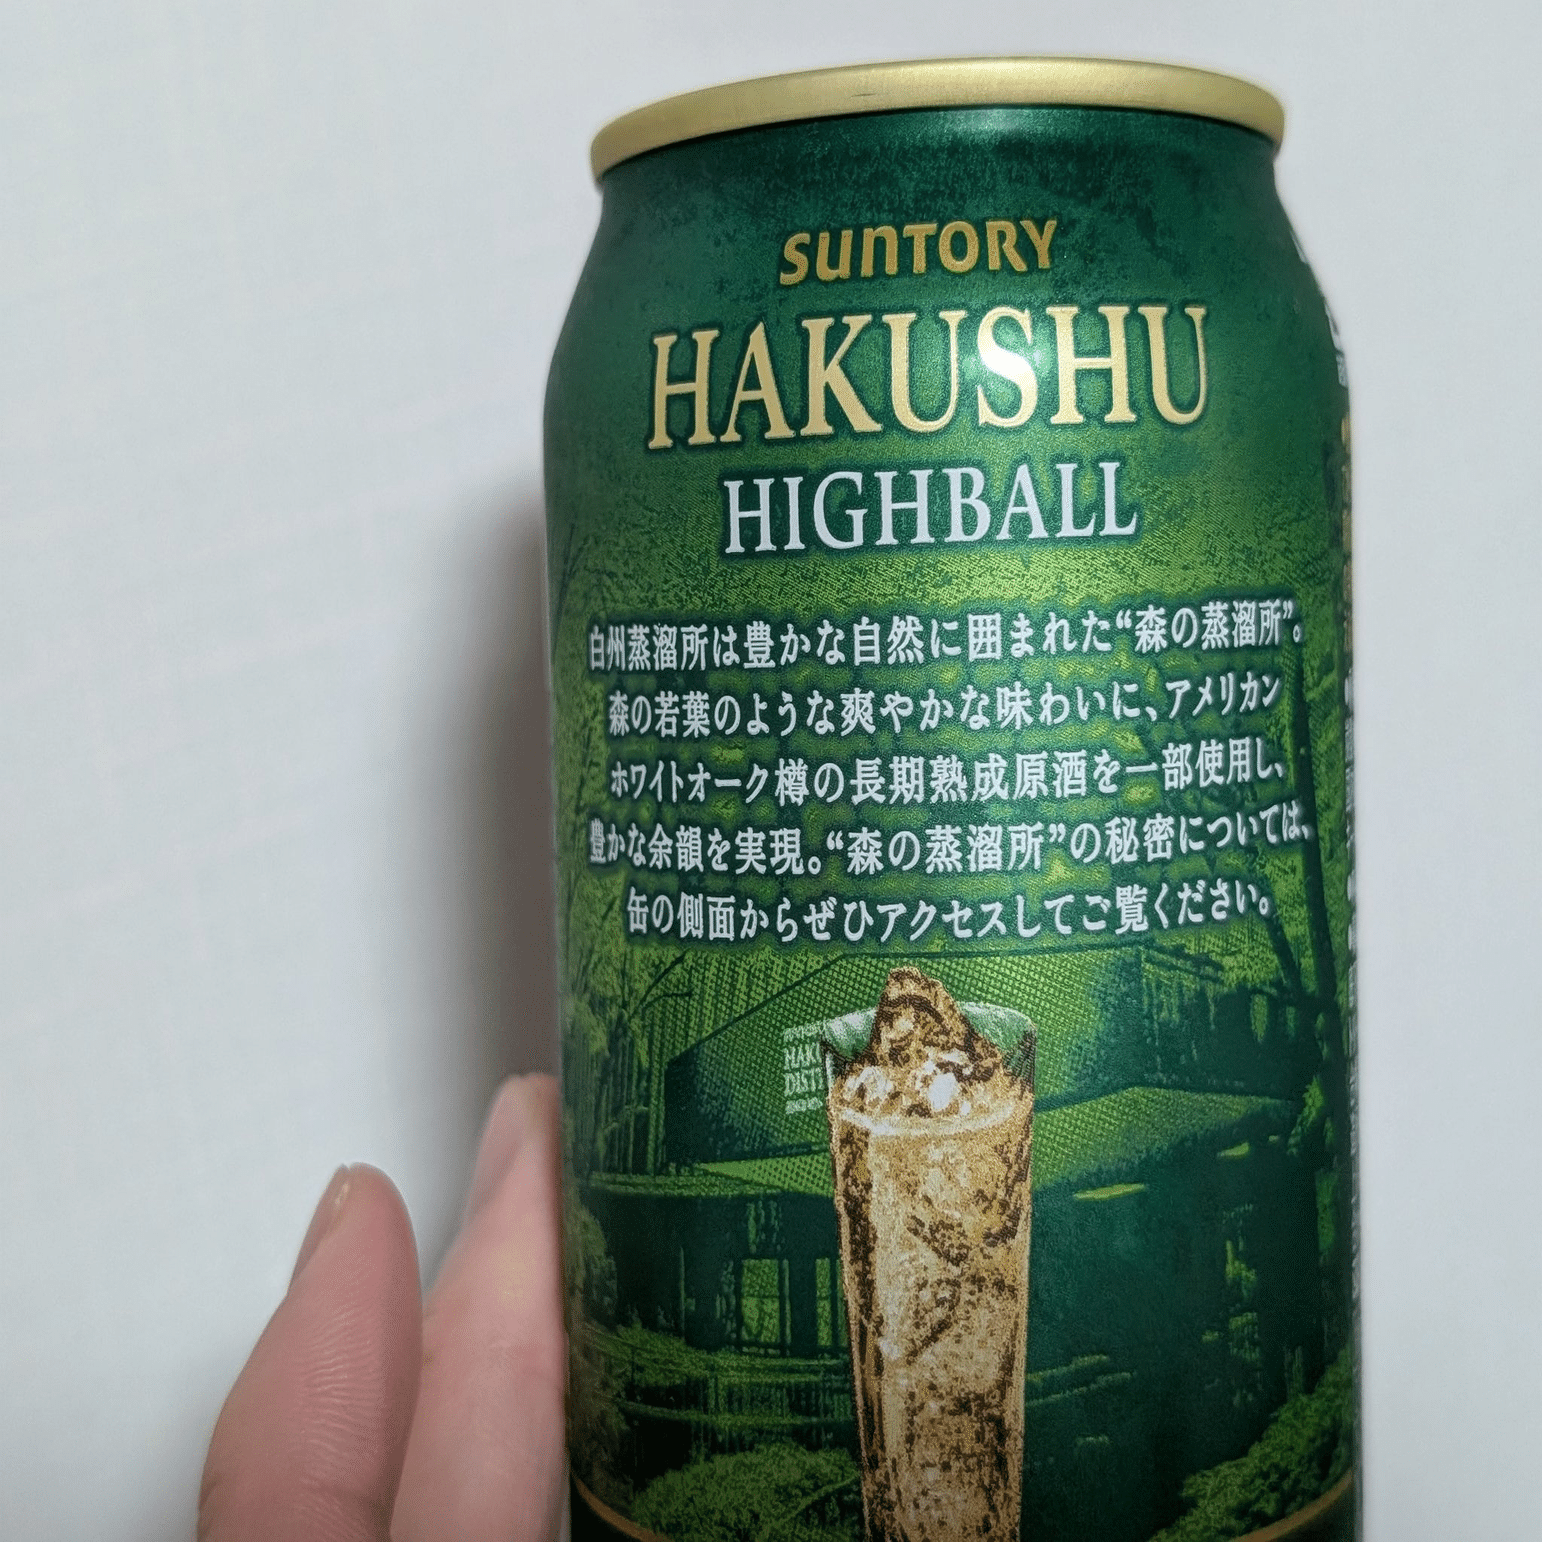 SUNTORY
HAKUSHU
HIGHBALL
白州蒸溜所は豊かな自然に囲まれた“森の蒸溜所”。
森の若葉のような爽やかな味わいに、アメリカン
ホワイトオーク樽の長期熟成原酒を一部使用し、
豊かな余韻を実現。“森の蒸溜所”の秘密については、
缶の側面からぜひアクセスしてご覧ください。